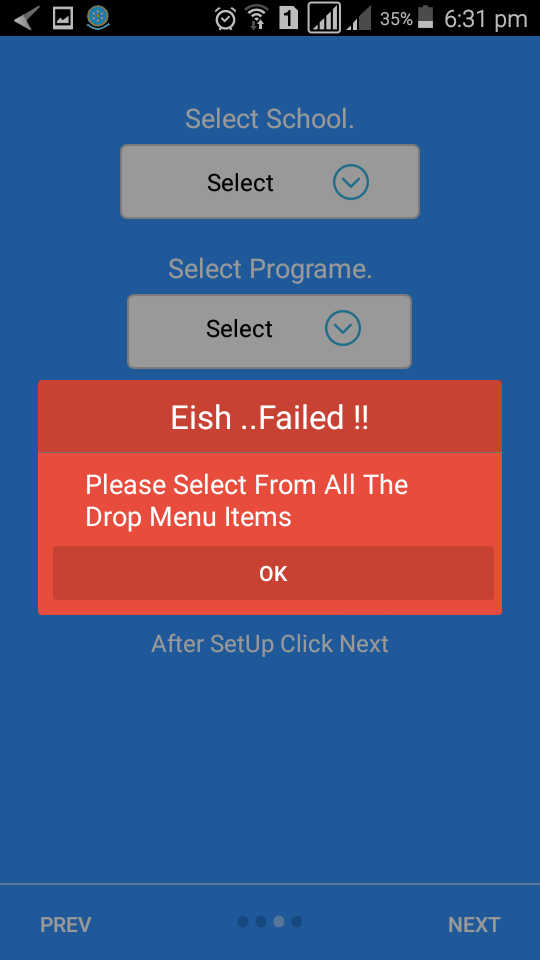 1
35%
6:31 pm
Select School.
Select
Select Programe.
Select
Eish ..Failed !!
Please Select From All The
Drop Menu Items
OK
After SetUp Click Next
PREV
NEXT